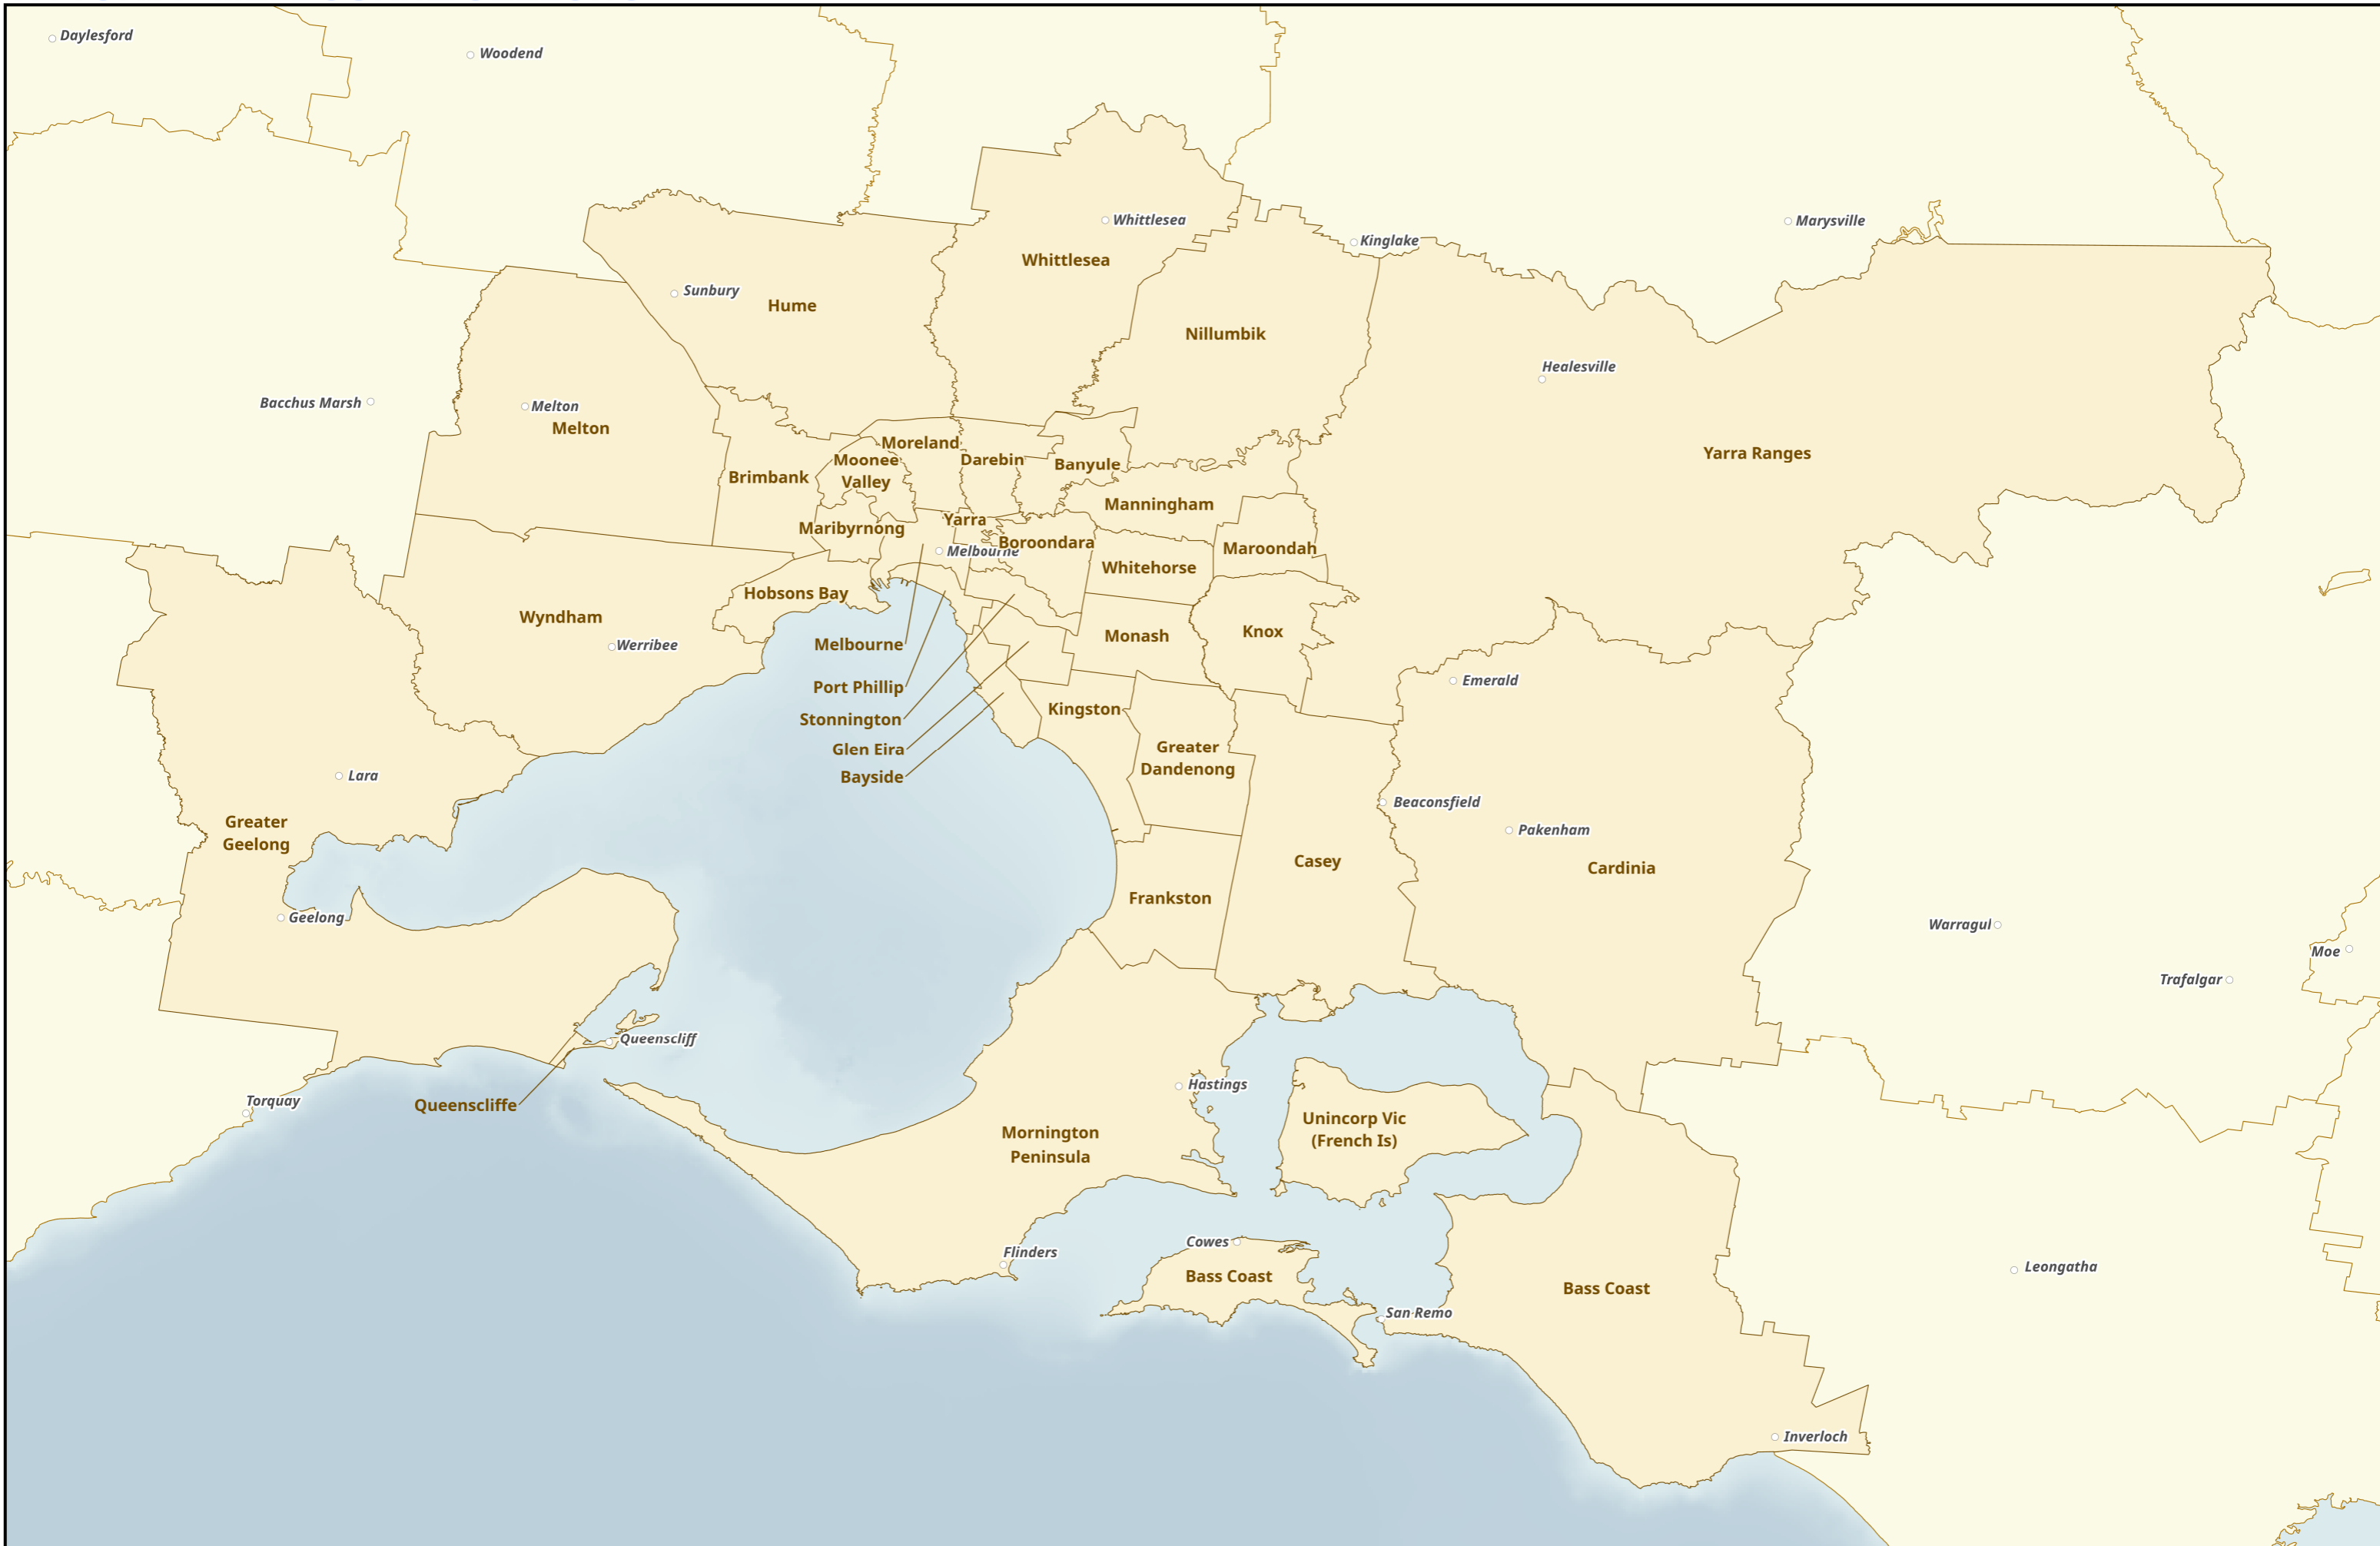 Daylesford
Woodend
Whittlesea
Marysville
Kinglake
Whittlesea
Sunbury
Hume
Nillumbik
Healesville
Bacchus Marsh
Melton
Melton
Moreland
Yarra Ranges
Moonee
Valley
Darebin
Banyule
Brimbank
Manningham
Maribyrnong
Yarra
Boroondara
Maroondah
Melbourne
Whitehorse
Hobsons Bay
Wyndham
Werribee
Monash
Knox
Melbourne
Port Phillip
Stonnington
Glen Eira
Bayside
Emerald
Kingston
Greater
Dandenong
Lara
Beaconsfield
Greater
Geelong
Pakenham
Casey
Cardinia
Frankston
Geelong
Warragul
Moe
Trafalgar
Queenscliff
Hastings
Torquay
Queenscliffe
Unincorp Vic
(French Is)
Mornington
Peninsula
Flinders
Cowes
Bass Coast
Leongatha
Bass Coast
San Remo
Inverloch